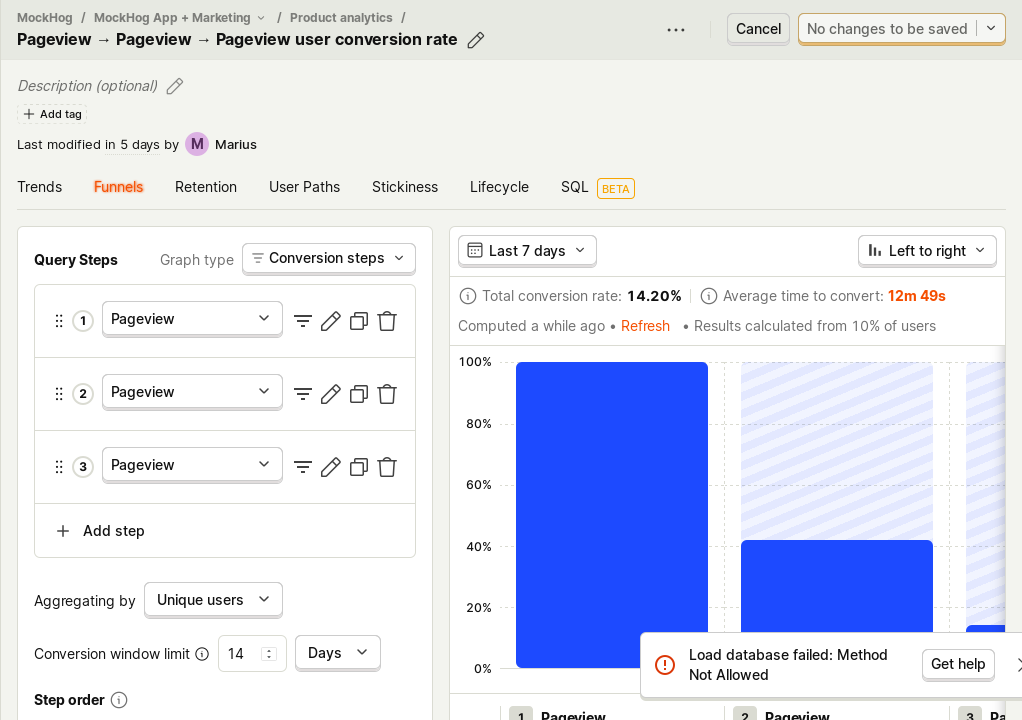 MockHog / MockHog App + Marketing / Product analytics /
Pageview → Pageview → Pageview user conversion rate
Cancel
No changes to be saved
Description (optional)
Add tag
Last modified in 5 days by M Marius
Trends Funnels Retention User Paths Stickiness Lifecycle SQL BETA
Query Steps Graph type Conversion steps
1 Pageview
2 Pageview
3 Pageview
Add step
Aggregating by Unique users
Conversion window limit 14 Days
Step order
Last 7 days Left to right
Total conversion rate: 14.20% Average time to convert: 12m 49s
Computed a while ago • Refresh • Results calculated from 10% of users
100%
80%
60%
40%
20%
0%
Load database failed: Method
Not Allowed
Get help
1 Pageview 2 Pageview 3 Pa